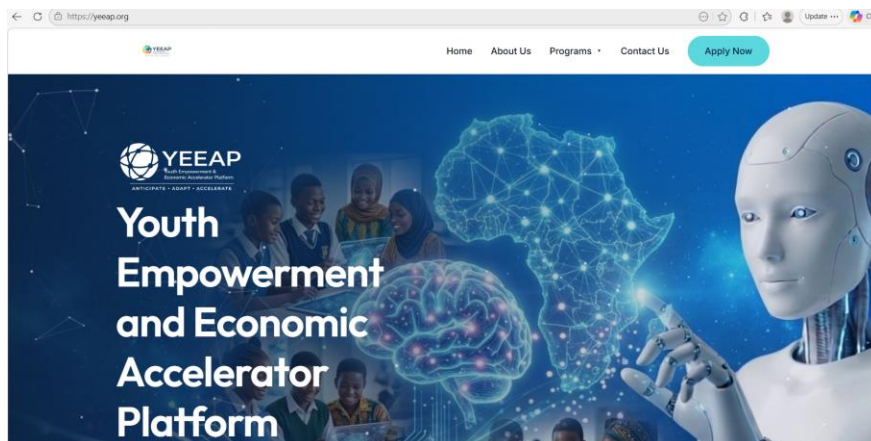 https://yeeap.org
Update
YEEAP
Home About Us Programs Contact Us Apply Now
YEEAP
Youth Empowerment &
Economic Accelerator Platform
ANTICIPATE • ADAPT • ACCELERATE
Youth
Empowerment
and Economic
Accelerator
Platform